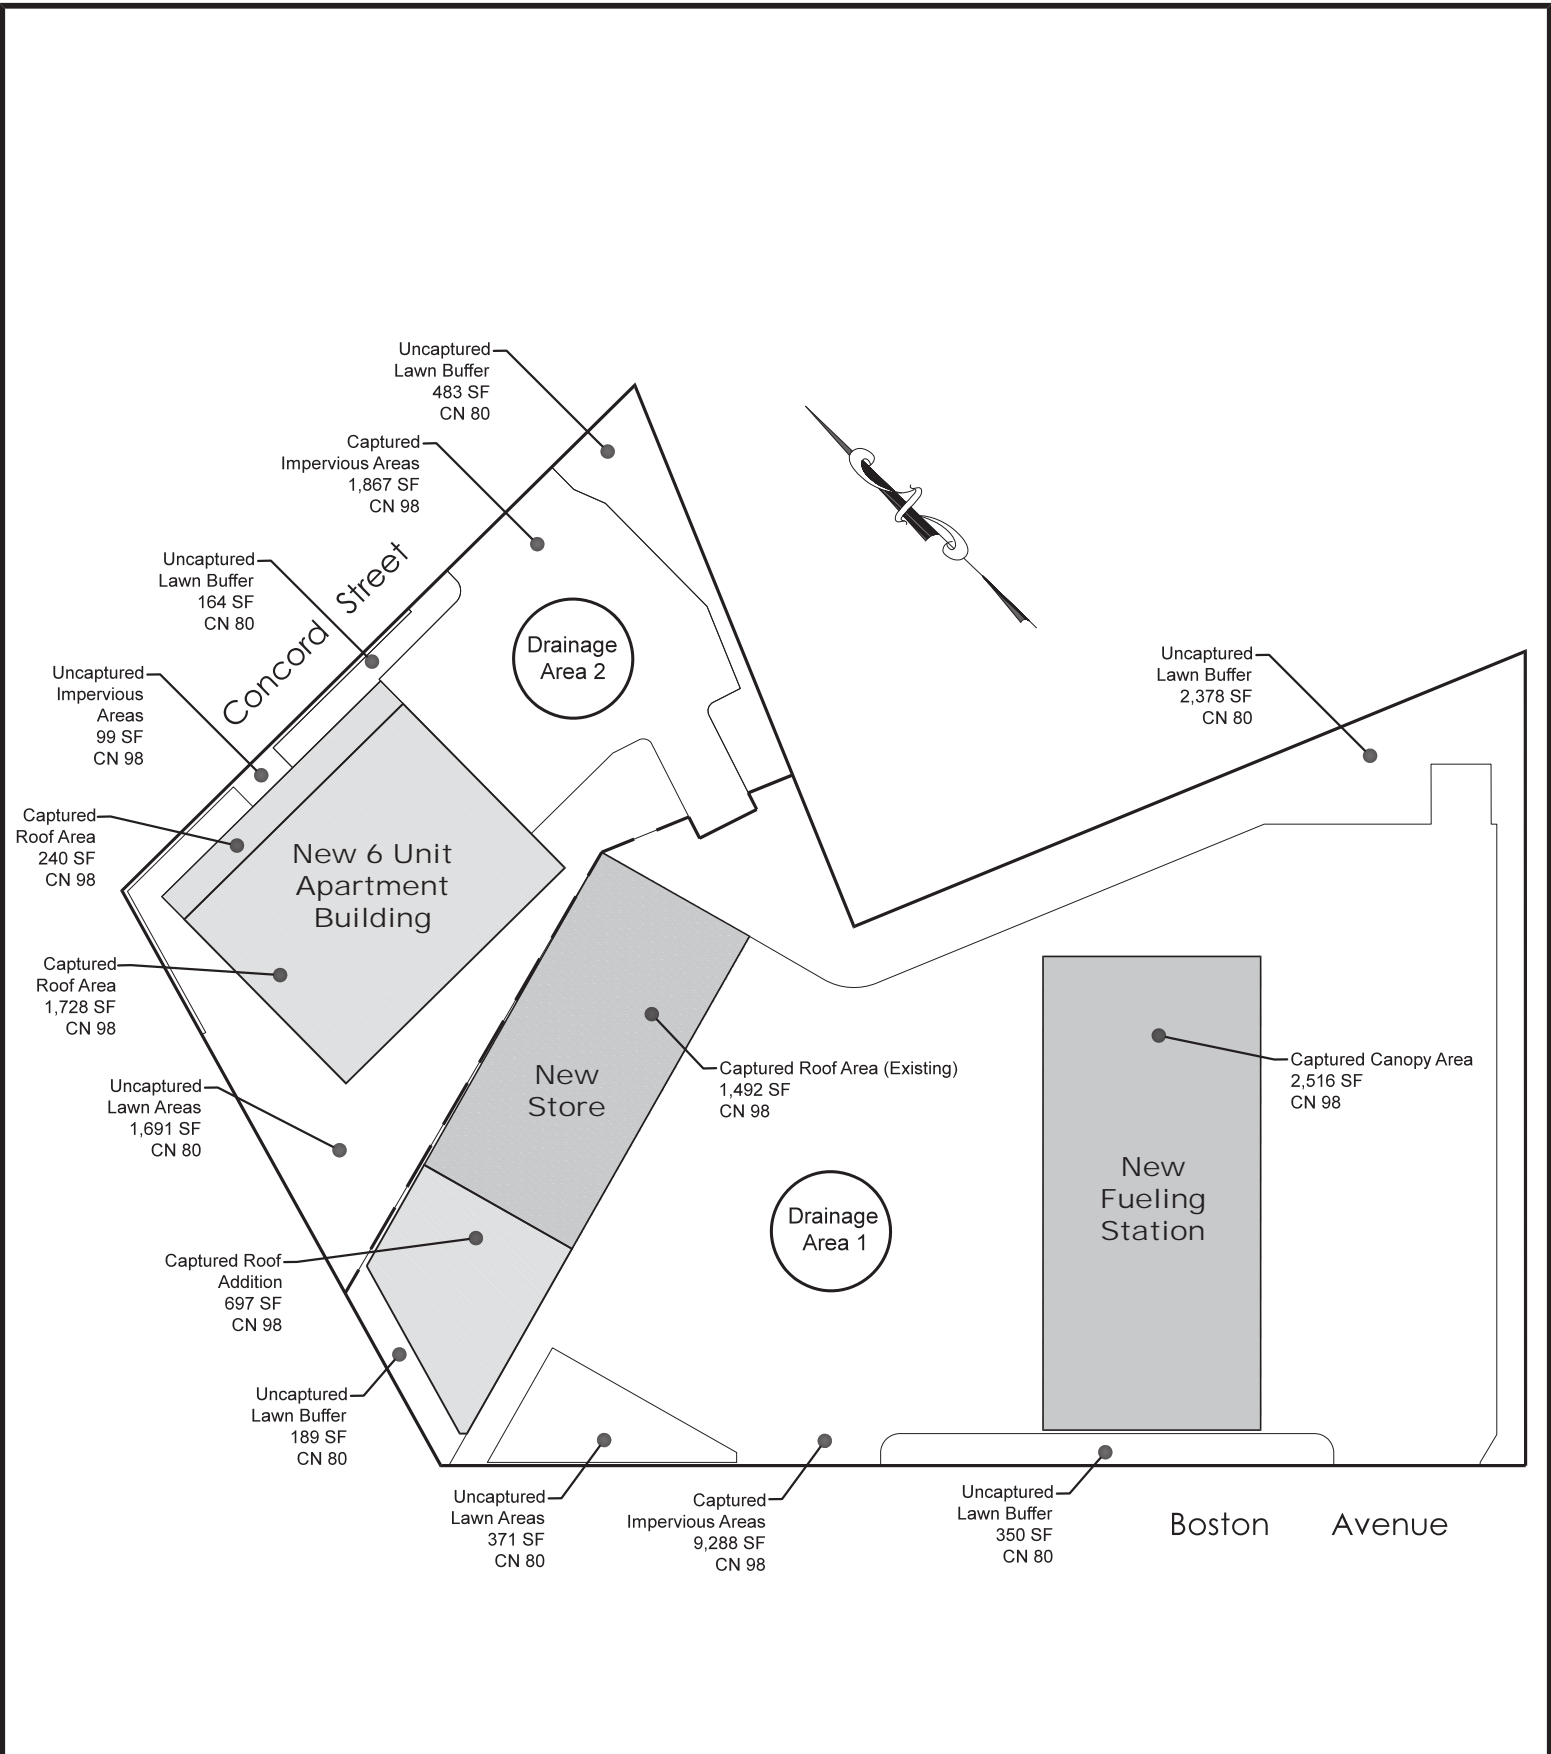 Uncaptured
Lawn Buffer
483 SF
CN 80
Captured
Impervious Areas
1,867 SF
CN 98
Uncaptured
Lawn Buffer
164 SF
CN 80
Concord Street
Drainage
Area 2
Uncaptured
Impervious
Areas
99 SF
CN 98
Uncaptured
Lawn Buffer
2,378 SF
CN 80
Captured
Roof Area
240 SF
CN 98
New 6 Unit
Apartment
Building
Captured
Roof Area
1,728 SF
CN 98
New
Store
Captured Roof Area (Existing)
1,492 SF
CN 98
Captured Canopy Area
2,516 SF
CN 98
Uncaptured
Lawn Areas
1,691 SF
CN 80
New
Fueling
Station
Drainage
Area 1
Captured Roof
Addition
697 SF
CN 98
Uncaptured
Lawn Buffer
189 SF
CN 80
Uncaptured
Lawn Areas
371 SF
CN 80
Captured
Impervious Areas
9,288 SF
CN 98
Uncaptured
Lawn Buffer
350 SF
CN 80
Boston Avenue